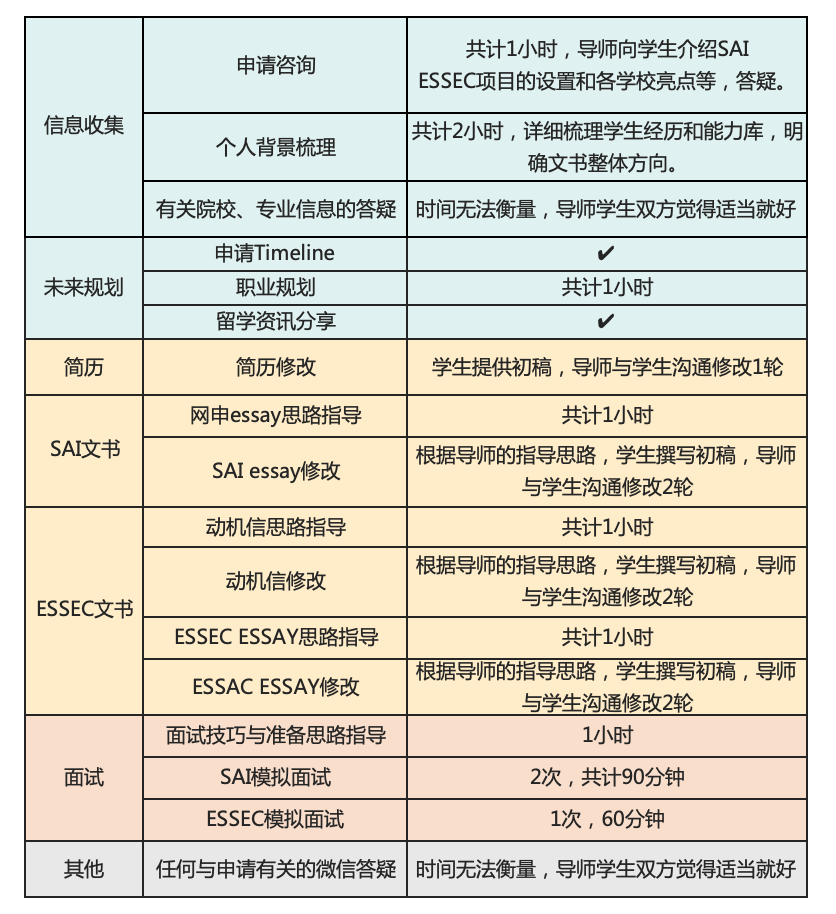 信息收集
申请咨询
共计1小时，导师向学生介绍SAI
ESSEC项目的设置和各学校亮点等，答疑。
个人背景梳理
共计2小时，详细梳理学生经历和能力库，明
确文书整体方向。
有关院校、专业信息的答疑
时间无法衡量，导师学生双方觉得适当就好
未来规划
申请Timeline
✔
职业规划
共计1小时
留学资讯分享
✔
简历
简历修改
学生提供初稿，导师与学生沟通修改1轮
SAI文书
网申essay思路指导
共计1小时
SAI essay修改
根据导师的指导思路，学生撰写初稿，导师
与学生沟通修改2轮
ESSEC文书
动机信思路指导
共计1小时
动机信修改
根据导师的指导思路，学生撰写初稿，导师
与学生沟通修改2轮
ESSEC ESSAY思路指导
共计1小时
ESSAC ESSAY修改
根据导师的指导思路，学生撰写初稿，导师
与学生沟通修改2轮
面试
面试技巧与准备思路指导
1小时
SAI模拟面试
2次，共计90分钟
ESSEC模拟面试
1次，60分钟
其他
任何与申请有关的微信答疑
时间无法衡量，导师学生双方觉得适当就好